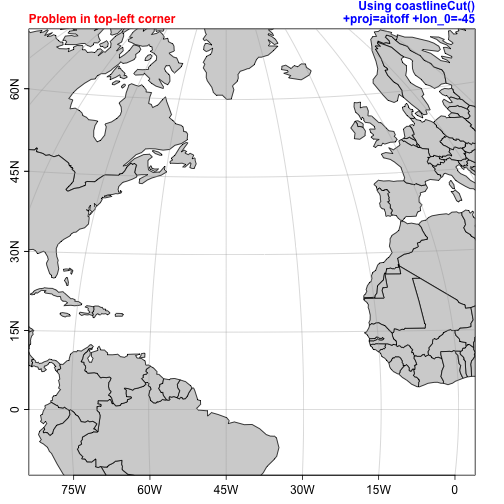 Using coastlineCut()
Problem in top-left corner
+proj=aitoff +lon_0=-45
60N
45N
30N
15N
0
75W
60W
45W
30W
15W
0